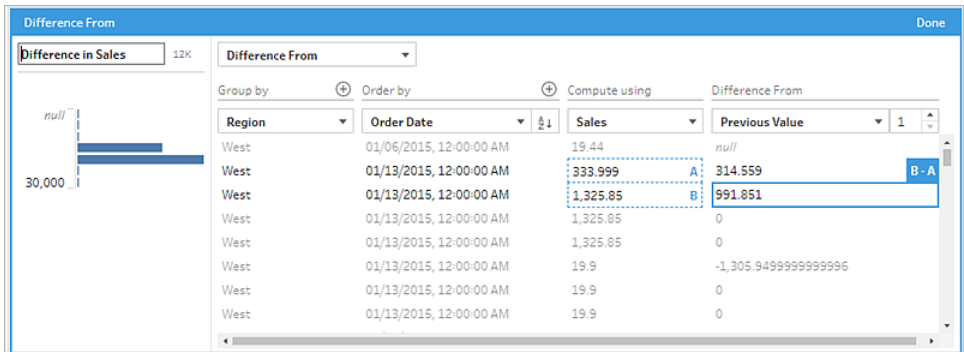 Difference From Done
Difference in Sales 12K Difference From
Group by Order by Compute using Difference From
null Region Order Date A Z Sales Previous Value 1
West 01/06/2015, 12:00:00 AM 19.44 null
West 01/13/2015, 12:00:00 AM 333.999 A 314.559 B - A
30,000 West 01/13/2015, 12:00:00 AM 1,325.85 B 991.851
West 01/13/2015, 12:00:00 AM 1,325.85 0
West 01/13/2015, 12:00:00 AM 1,325.85 0
West 01/13/2015, 12:00:00 AM 19.9 -1,305.9499999999996
West 01/13/2015, 12:00:00 AM 19.9 0
West 01/13/2015, 12:00:00 AM 19.9 0